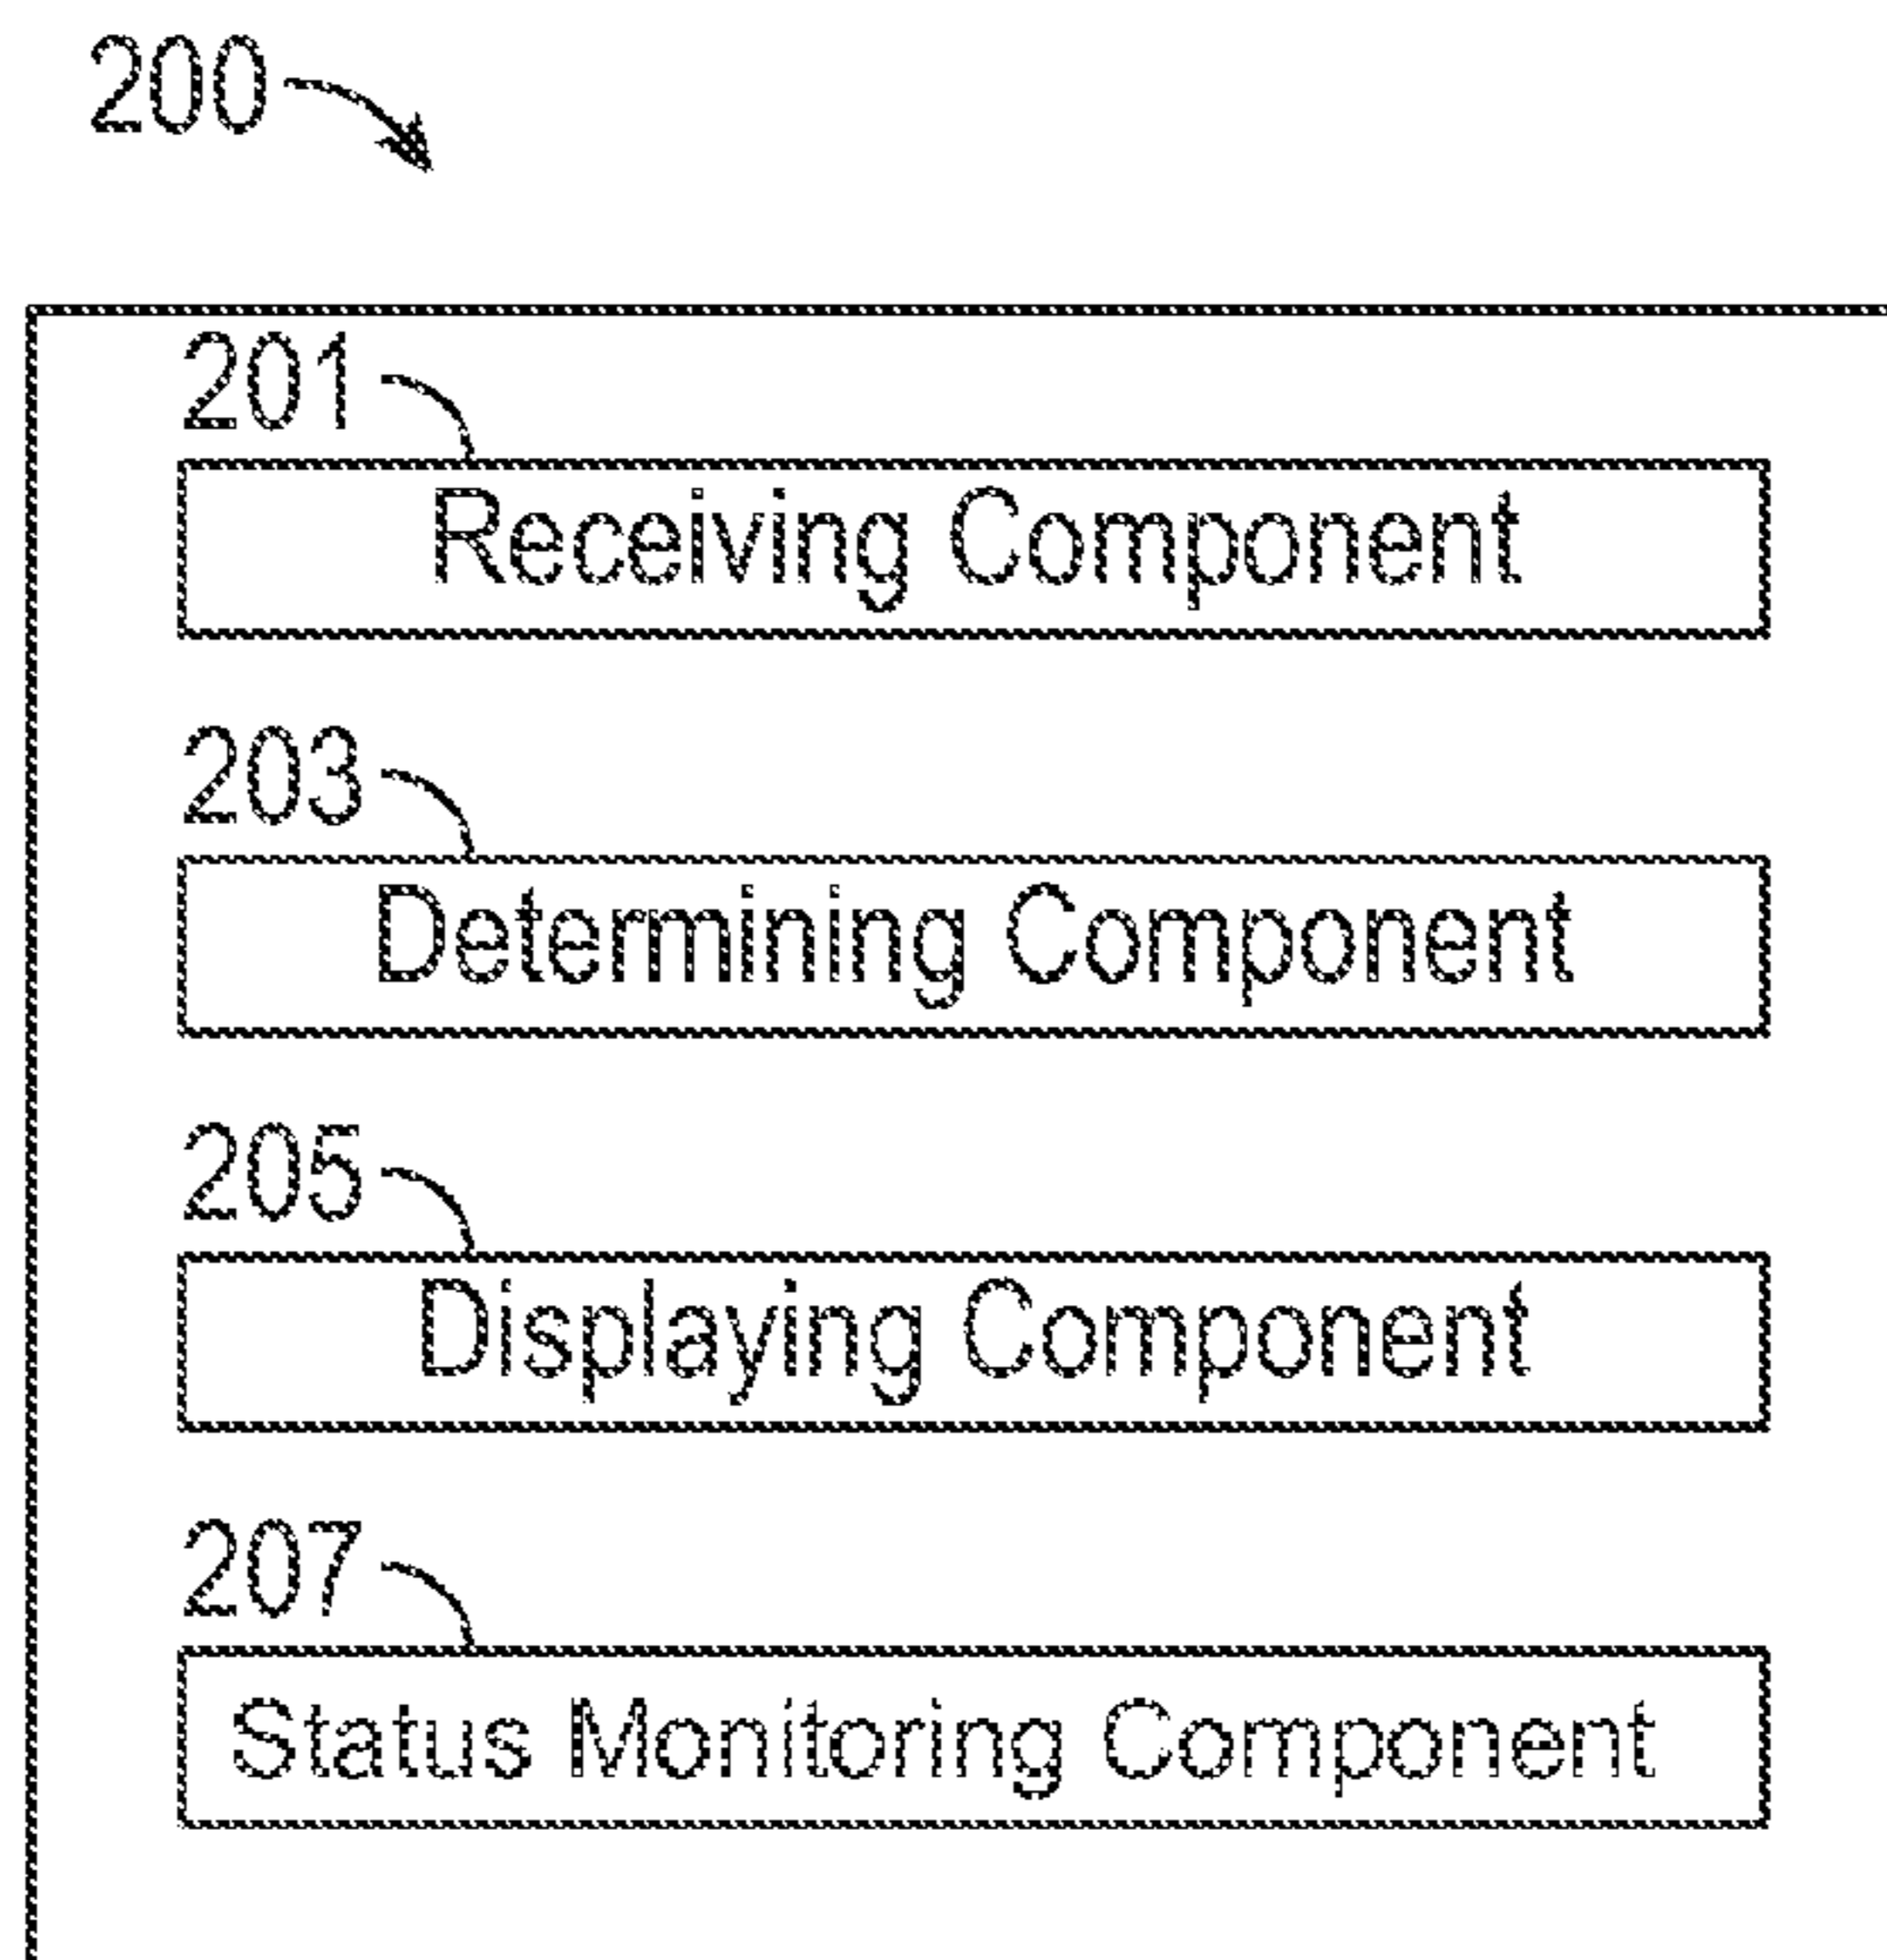 200
201
Receiving Component
203
Determining Component
205
Displaying Component
207
Status Monitoring Component